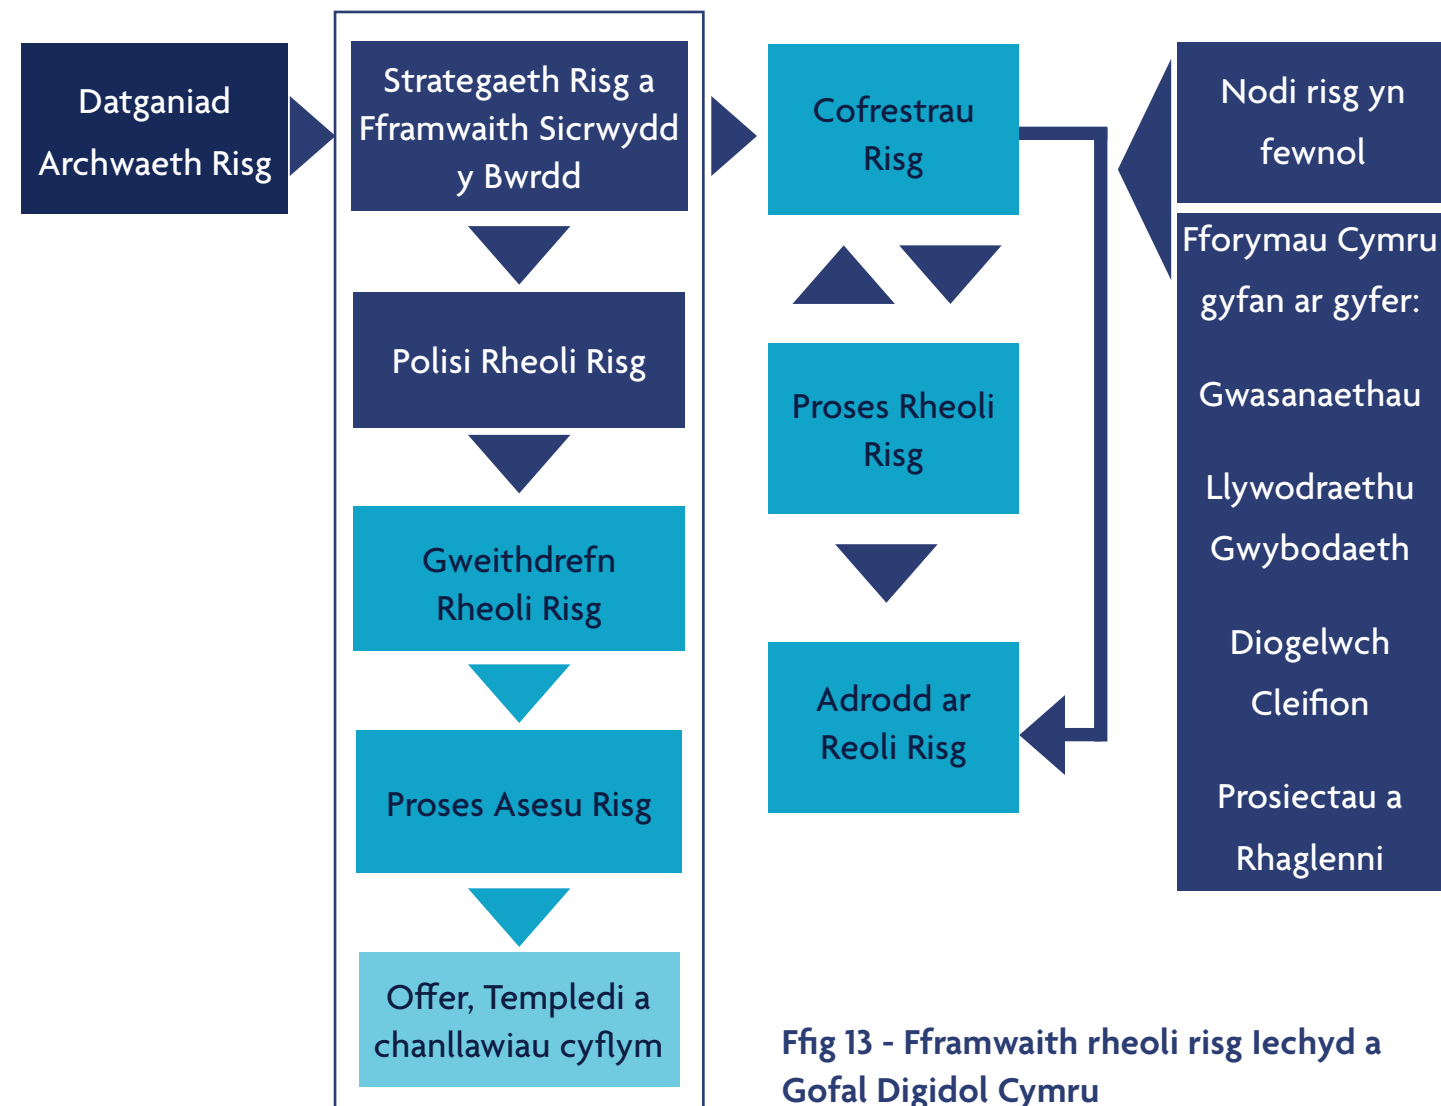 Datganiad
Archwaeth Risg
Strategaeth Risg a
Fframwaith Sicrwydd
y Bwrdd
Polisi Rheoli Risg
Gweithdrefn
Rheoli Risg
Proses Asesu Risg
Offer, Templedi a
chanllawiau cyflym
Cofrestrau
Risg
Proses Rheoli
Risg
Adrodd ar
Reoli Risg
Nodi risg yn
fewnol
Fforymau Cymru
gyfan ar gyfer:
Gwasanaethau
Llywodraethu
Gwybodaeth
Diogelwch
Cleifion
Prosiectau a
Rhaglenni
Ffig 13 - Fframwaith rheoli risg Iechyd a
Gofal Digidol Cymru